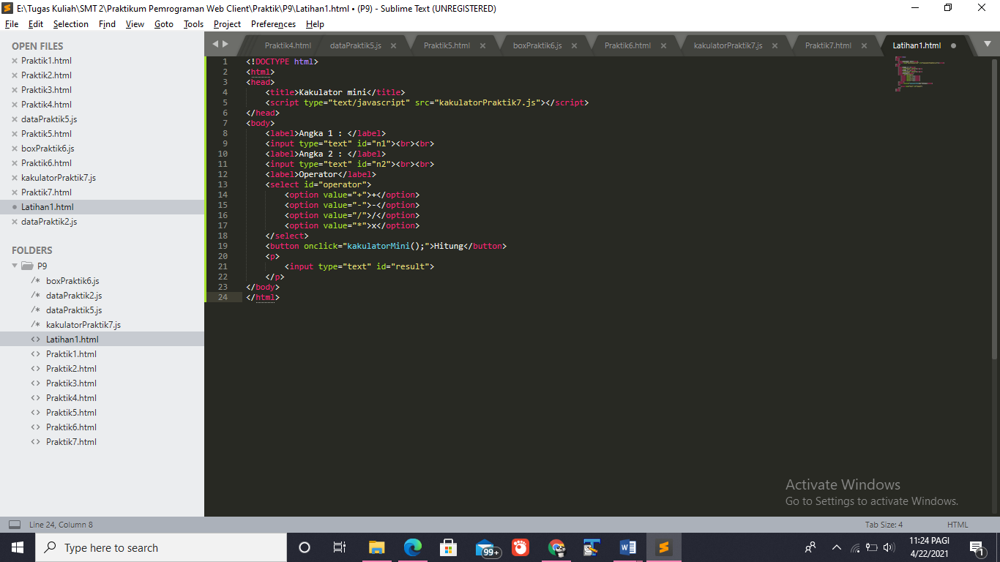 E:\Tugas Kuliah\SMT 2\Praktikum Pemrograman Web Client\Praktik\P9\Latihan1.html • (P9) - Sublime Text (UNREGISTERED)
File Edit Selection Find View Goto Tools Project Preferences Help
OPEN FILES
Praktik1.html
Praktik2.html
Praktik3.html
Praktik4.html
dataPraktik5.js
Praktik5.html
boxPraktik6.js
Praktik6.html
kakulatorPraktik7.js
Praktik7.html
Latihan1.html
dataPraktik2.js
FOLDERS
P9
/* boxPraktik6.js
/* dataPraktik2.js
/* dataPraktik5.js
/* kakulatorPraktik7.js
<> Latihan1.html
<> Praktik1.html
<> Praktik2.html
<> Praktik3.html
<> Praktik4.html
<> Praktik5.html
<> Praktik6.html
<> Praktik7.html
Praktik4.html dataPraktik5.js Praktik5.html boxPraktik6.js Praktik6.html kakulatorPraktik7.js Praktik7.html Latihan1.html
1 <!DOCTYPE html>
2 <html>
3 <head>
4 <title>Kakulator mini</title>
5 <script type="text/javascript" src="kakulatorPraktik7.js"></script>
6 </head>
7 <body>
8 <label>Angka 1 : </label>
9 <input type="text" id="n1"><br><br>
10 <label>Angka 2 : </label>
11 <input type="text" id="n2"><br><br>
12 <label>Operator</label>
13 <select id="operator">
14 <option value="+">+</option>
15 <option value="-">-</option>
16 <option value="/">/</option>
17 <option value="*">x</option>
18 </select>
19 <button onclick="kakulatorMini();">Hitung</button>
20 <p>
21 <input type="text" id="result">
22 </p>
23 </body>
24 </html>
Activate Windows
Go to Settings to activate Windows.
Line 24, Column 8 Tab Size: 4 HTML
Type here to search
99+
11:24 PAGI
4/22/2021
1